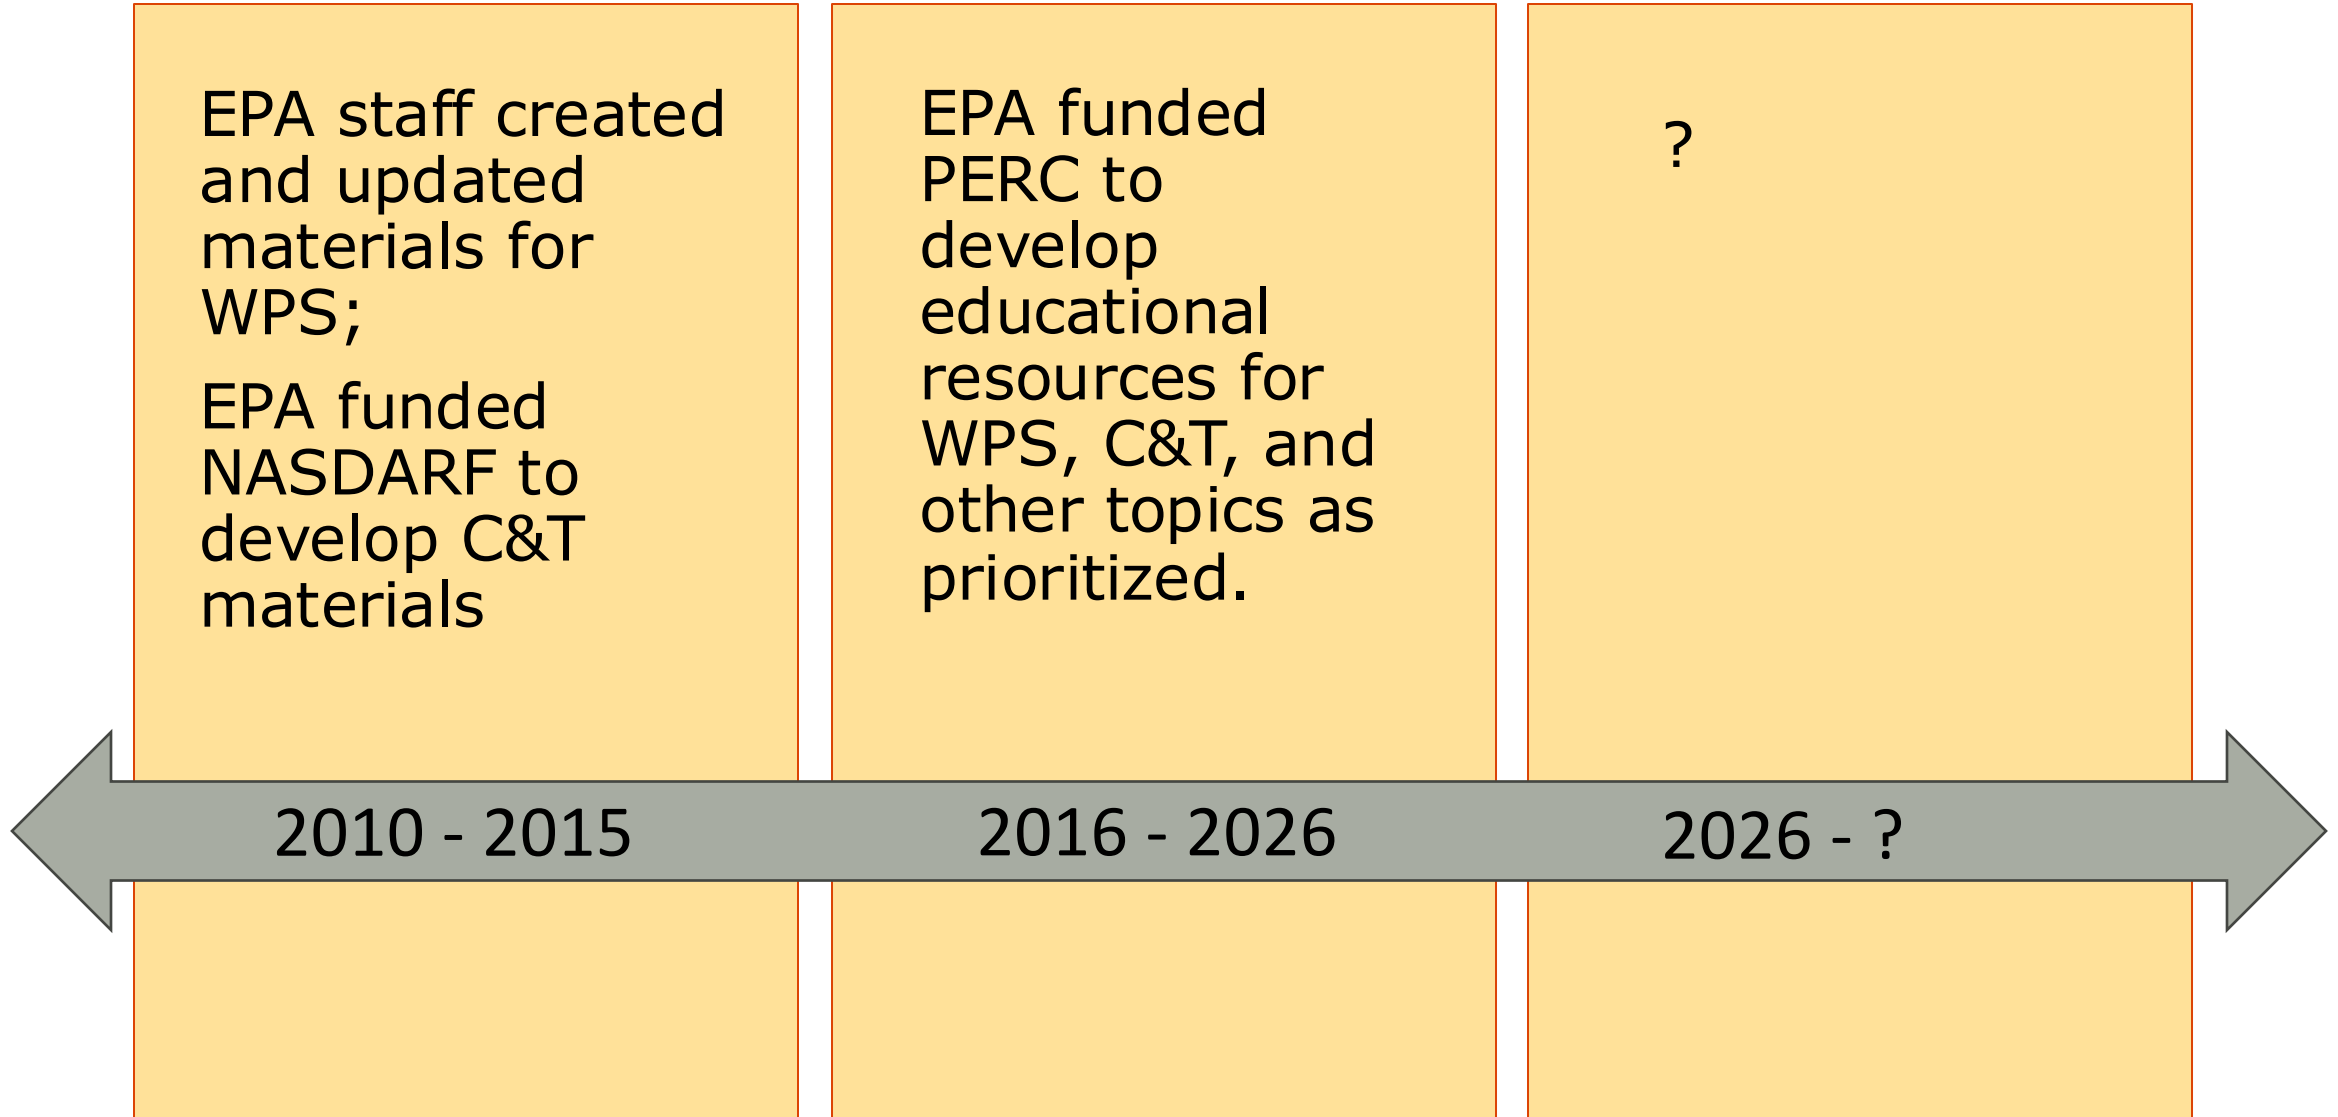 EPA staff created
and updated
materials for
WPS;
EPA funded
NASDARF to
develop C&T
materials
EPA funded
PERC to
develop
educational
resources for
WPS, C&T, and
other topics as
prioritized.
?
2010 - 2015
2016 - 2026
2026 - ?